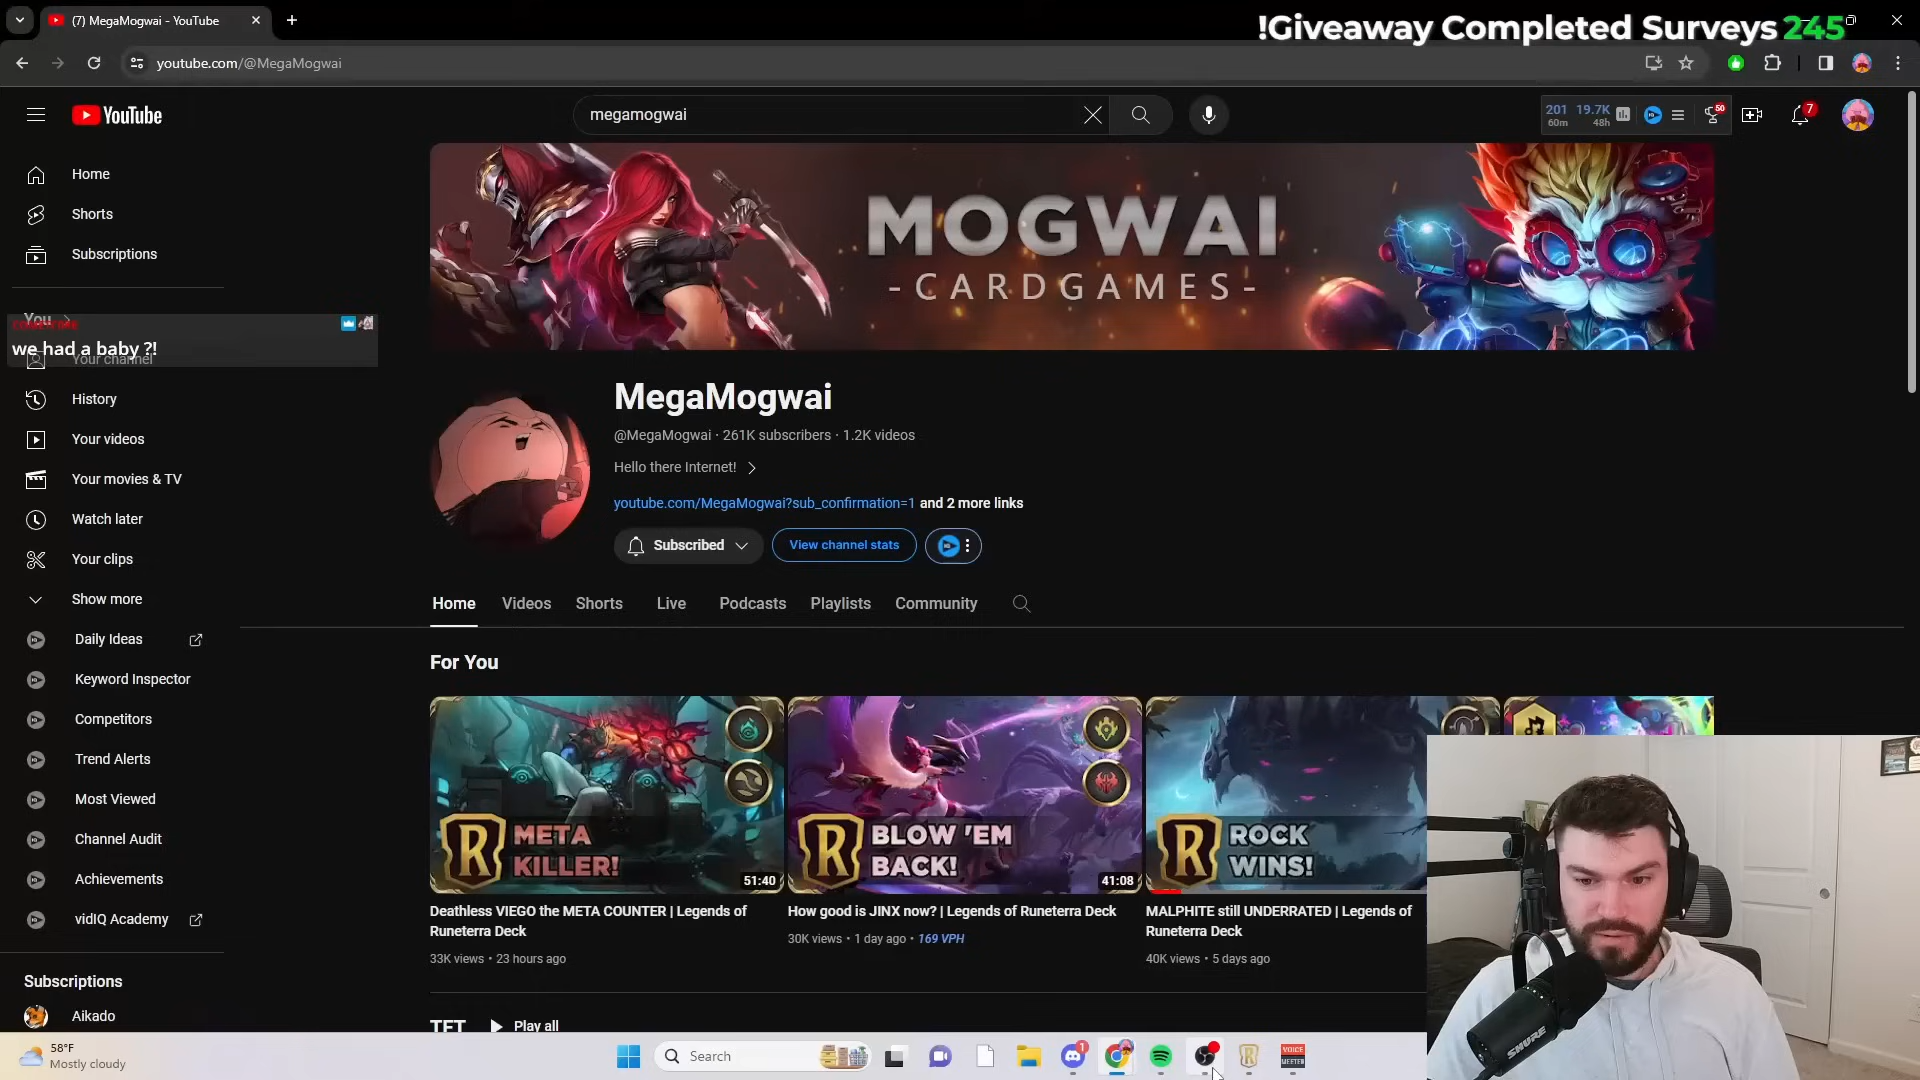 (7) MegaMogwai - YouTube
!Giveaway Completed Surveys 245
youtube.com/@MegaMogwai
YouTube
megamogwai
201
60m
19.7K
48h
50
7
Home
Shorts
Subscriptions
You
we had a baby ?!
Your channel
History
Your videos
Your movies & TV
Watch later
Your clips
Show more
Daily Ideas
Keyword Inspector
Competitors
Trend Alerts
Most Viewed
Channel Audit
Achievements
vidIQ Academy
Subscriptions
Aikado
MOGWAI
-CARDGAMES-
MegaMogwai
@MegaMogwai · 261K subscribers · 1.2K videos
Hello there Internet!
youtube.com/MegaMogwai?sub_confirmation=1 and 2 more links
Subscribed
View channel stats
Home
Videos
Shorts
Live
Podcasts
Playlists
Community
For You
META
KILLER!
51:40
Deathless VIEGO the META COUNTER | Legends of
Runeterra Deck
33K views • 23 hours ago
BLOW 'EM
BACK!
41:08
How good is JINX now? | Legends of Runeterra Deck
30K views • 1 day ago • 169 VPH
ROCK
WINS!
MALPHITE still UNDERRATED | Legends of
Runeterra Deck
40K views • 5 days ago
TFT
Play all
SHURE
58°F
Mostly cloudy
Search
1
VOICE
MEETER